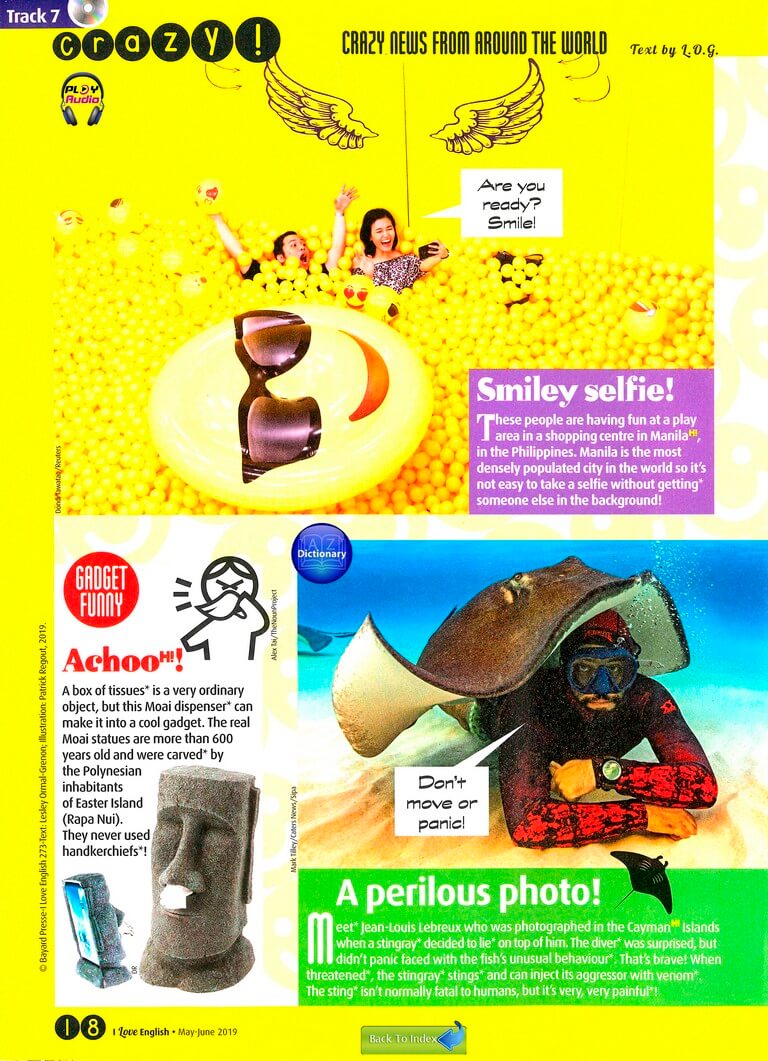 Track 7
Crazy!
CRAZY NEWS FROM AROUND THE WORLD
Text by L.O.G.
PLAY
Audio
Are you
ready?
Smile!
Smiley selfie!
These people are having fun at a play
area in a shopping centre in Manila H!,
in the Philippines. Manila is the most
densely populated city in the world so it's
not easy to take a selfie without getting*
someone else in the background!
GADGET
FUNNY
Alex Tai/TheNounProject
AchooH!!
A box of tissues* is a very ordinary
object, but this Moai dispenser* can
make it into a cool gadget. The real
Moai statues are more than 600
years old and were carved* by
the Polynesian
inhabitants
of Easter Island
(Rapa Nui).
They never used
handkerchiefs*!
DR
© Bayard Presse-I Love English 273-Text: Lesley Ormal-Grenon; Illustration: Patrick Regout, 2019.
A Z
Dictionary
Don't
move or
panic!
Mark Tilley/Caters News/Sipa
A perilous photo!
Meet* Jean-Louis Lebreux who was photographed in the Cayman H! Islands
when a stingray* decided to lie* on top of him. The diver* was surprised, but
didn't panic faced with the fish's unusual behaviour*. That's brave! When
threatened*, the stingray* stings* and can inject its aggressor with venom*.
The sting* isn't normally fatal to humans, but it's very, very painful*!
18
I Love English • May-June 2019
Back To Index